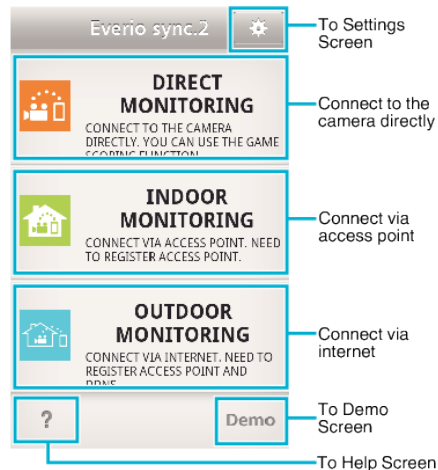 Everio sync.2
To Settings
Screen
DIRECT
MONITORING
CONNECT TO THE CAMERA
DIRECTLY. YOU CAN USE THE GAME
SCORING FUNCTION
Connect to the
camera directly
INDOOR
MONITORING
CONNECT VIA ACCESS POINT. NEED
TO REGISTER ACCESS POINT.
Connect via
access point
OUTDOOR
MONITORING
CONNECT VIA INTERNET. NEED TO
REGISTER ACCESS POINT AND
DDNS
Connect via
internet
?
Demo
To Demo
Screen
To Help Screen